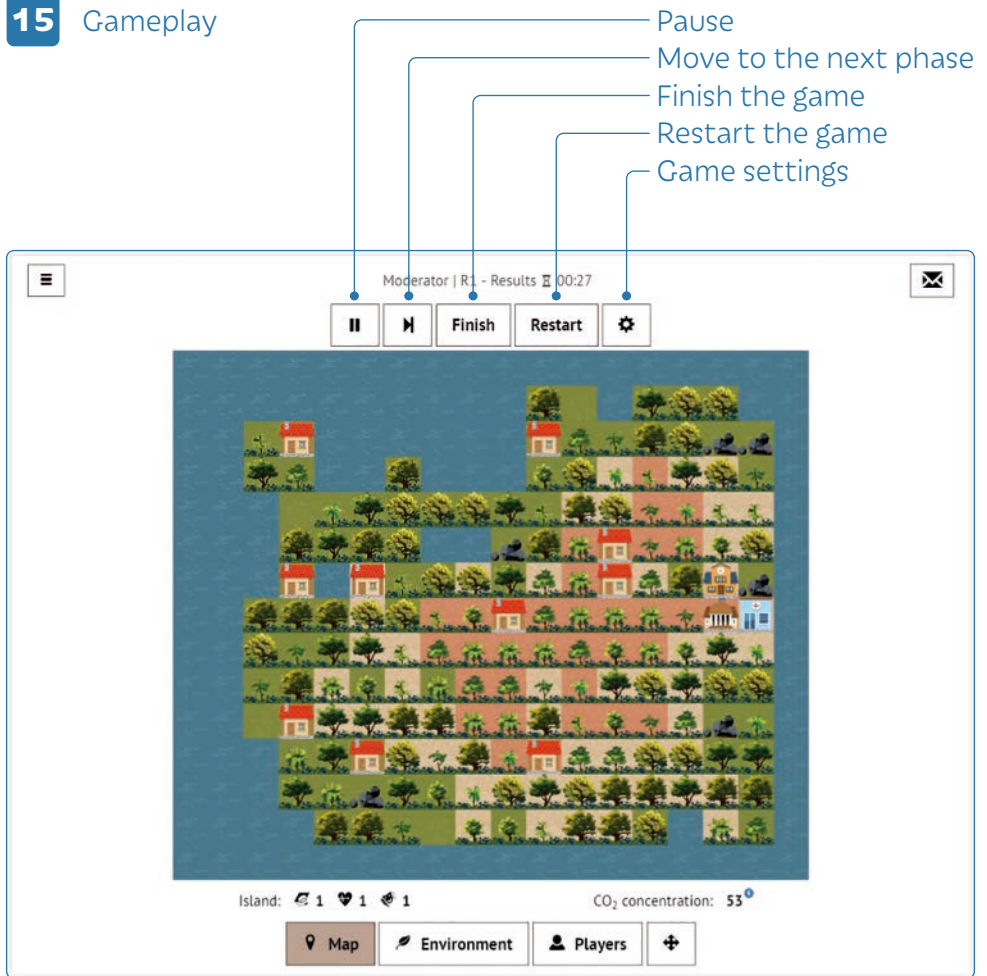 15 Gameplay
Pause
Move to the next phase
Finish the game
Restart the game
Game settings
Moderator | R1 - Results 00:27
Finish Restart
Island: 1 1 1 CO₂ concentration: 53
Map Environment Players